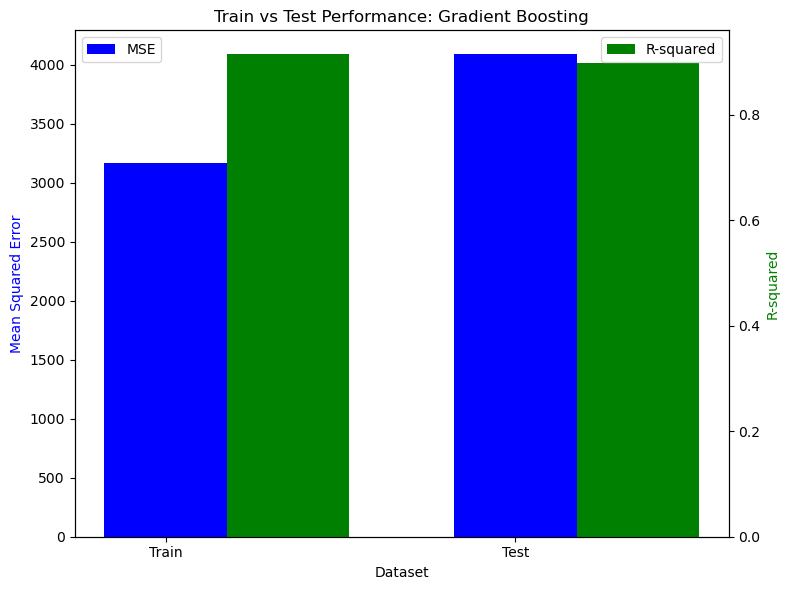 Train vs Test Performance: Gradient Boosting
MSE
R-squared
4000
3500
3000
2500
2000
1500
1000
500
0
Mean Squared Error
0.8
0.6
0.4
0.2
0.0
R-squared
Train
Test
Dataset